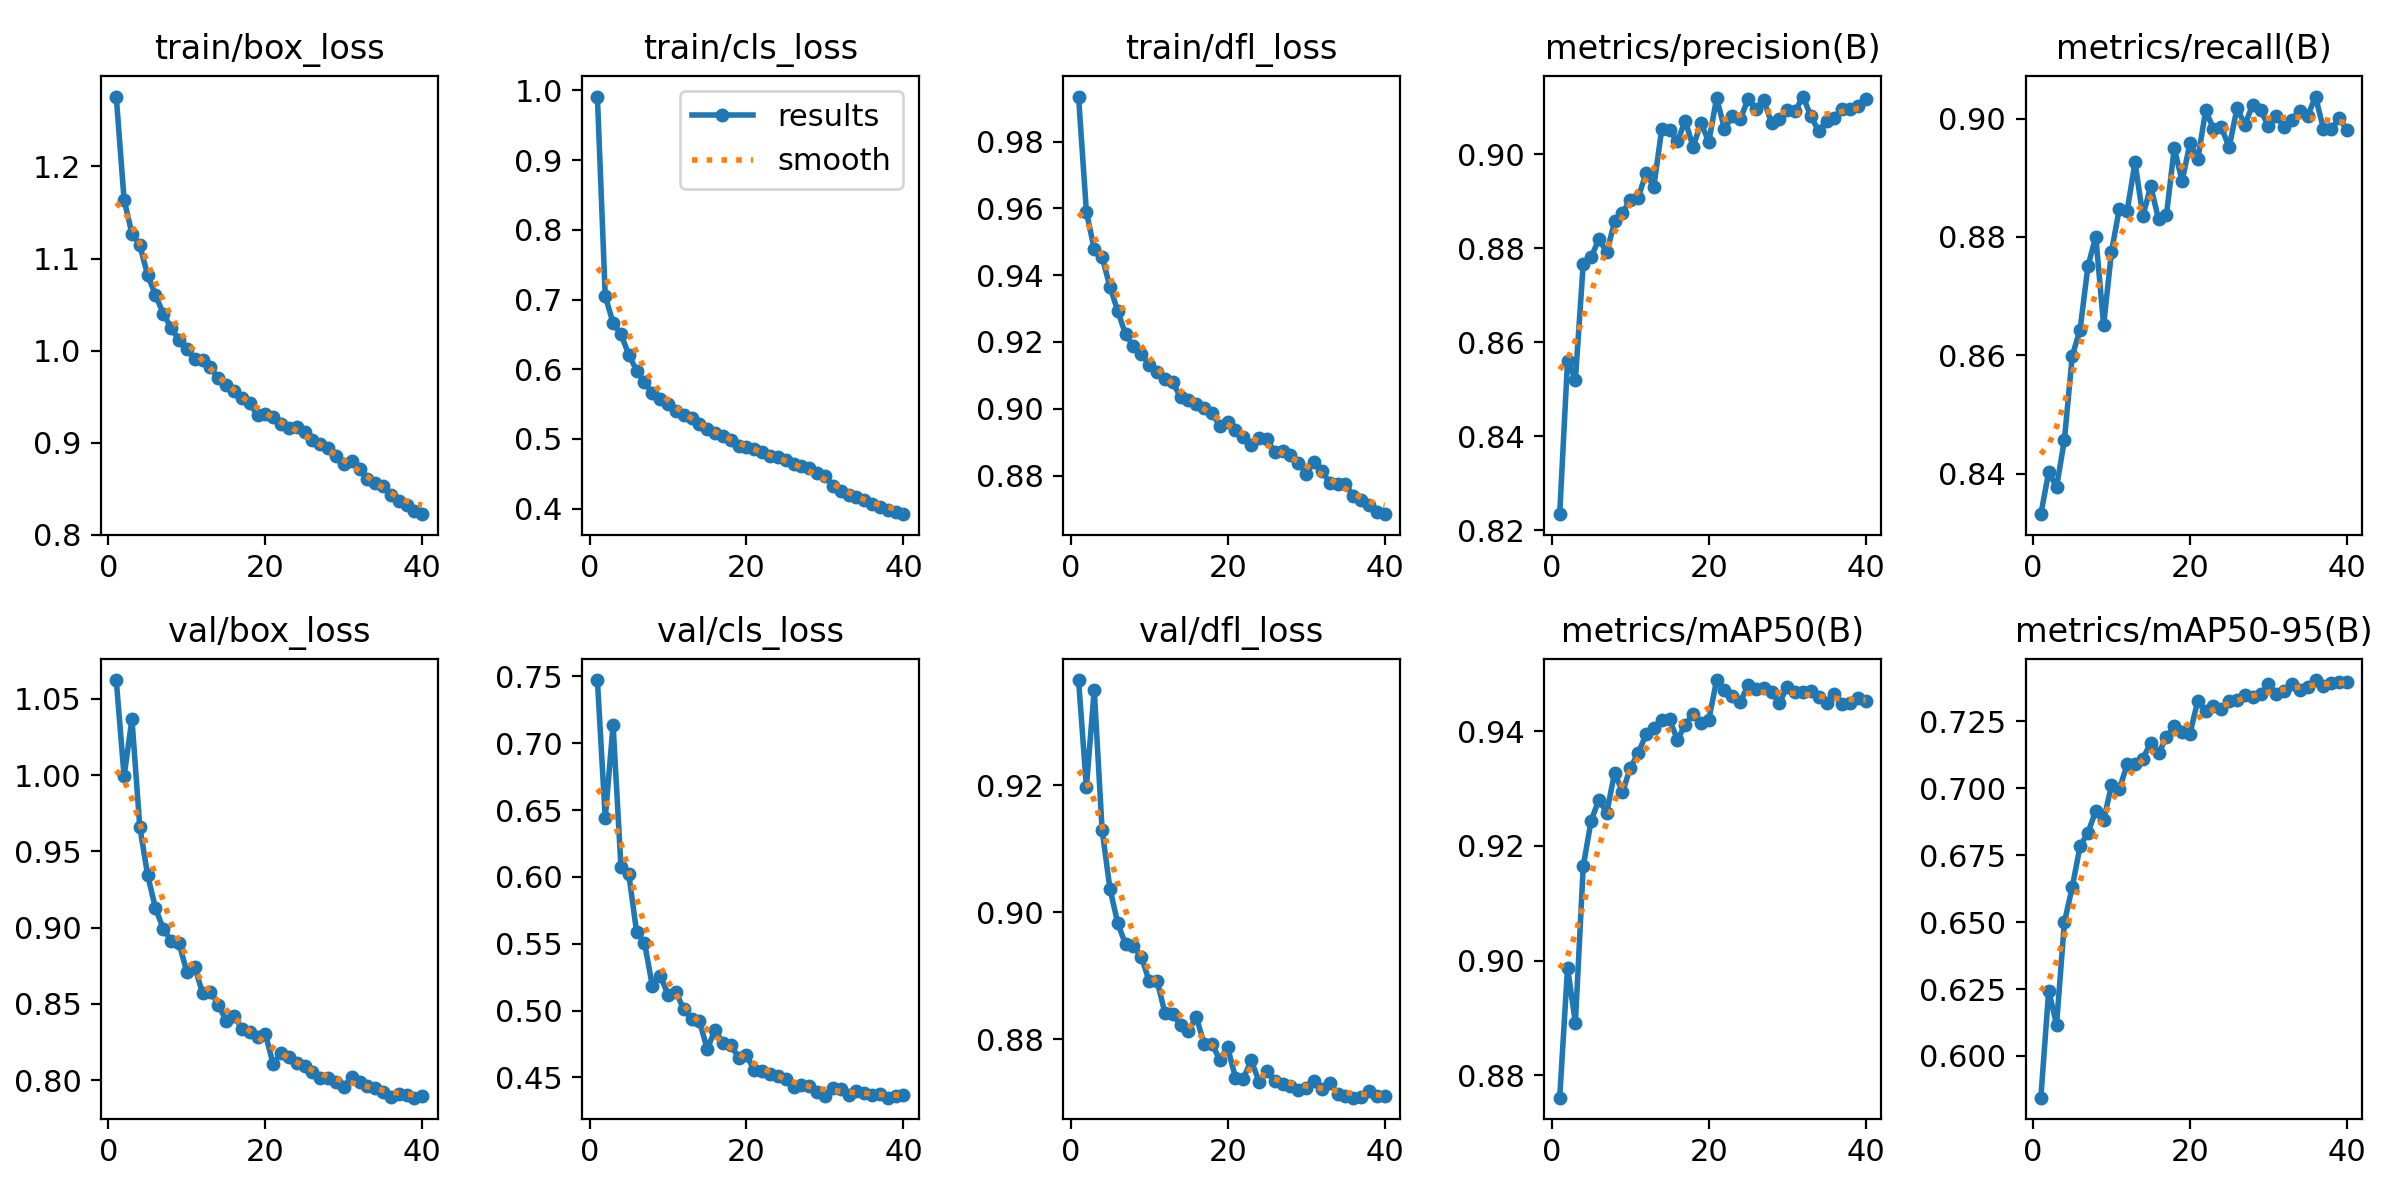 train/box_loss
1.2
1.1
1.0
0.9
0.8
0 20 40
train/cls_loss
results
smooth
1.0
0.9
0.8
0.7
0.6
0.5
0.4
0 20 40
train/dfl_loss
0.98
0.96
0.94
0.92
0.90
0.88
0 20 40
metrics/precision(B)
0.90
0.88
0.86
0.84
0.82
0 20 40
metrics/recall(B)
0.90
0.88
0.86
0.84
0 20 40
val/box_loss
1.05
1.00
0.95
0.90
0.85
0.80
0 20 40
val/cls_loss
0.75
0.70
0.65
0.60
0.55
0.50
0.45
0 20 40
val/dfl_loss
0.92
0.90
0.88
0 20 40
metrics/mAP50(B)
0.94
0.92
0.90
0.88
0 20 40
metrics/mAP50-95(B)
0.725
0.700
0.675
0.650
0.625
0.600
0 20 40